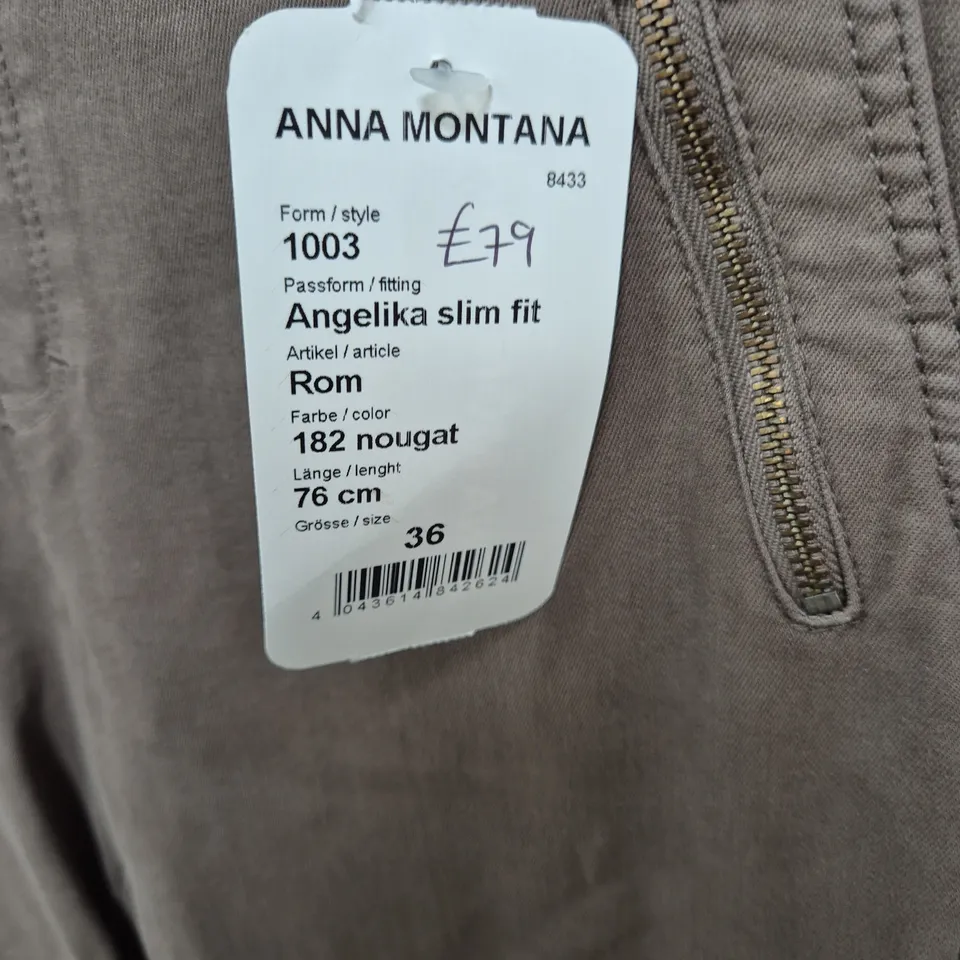 ANNA MONTANA
8433
Form / style
1003
£79
Passform / fitting
Angelika slim fit
Artikel / article
Rom
Farbe / color
182 nougat
Länge / lenght
76 cm
Grösse / size
36
4 043614 842624